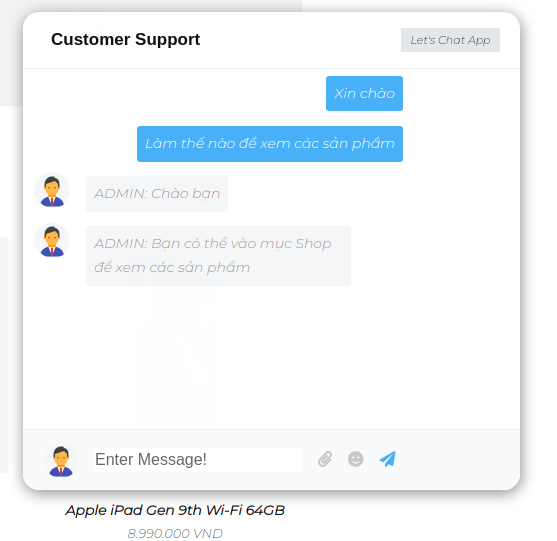 Customer Support
Let's Chat App
Xin chào
Làm thế nào để xem các sản phẩm
ADMIN: Chào bạn
ADMIN: Bạn có thể vào mục Shop
để xem các sản phẩm
Enter Message!
Apple iPad Gen 9th Wi-Fi 64GB
8.990.000 VND